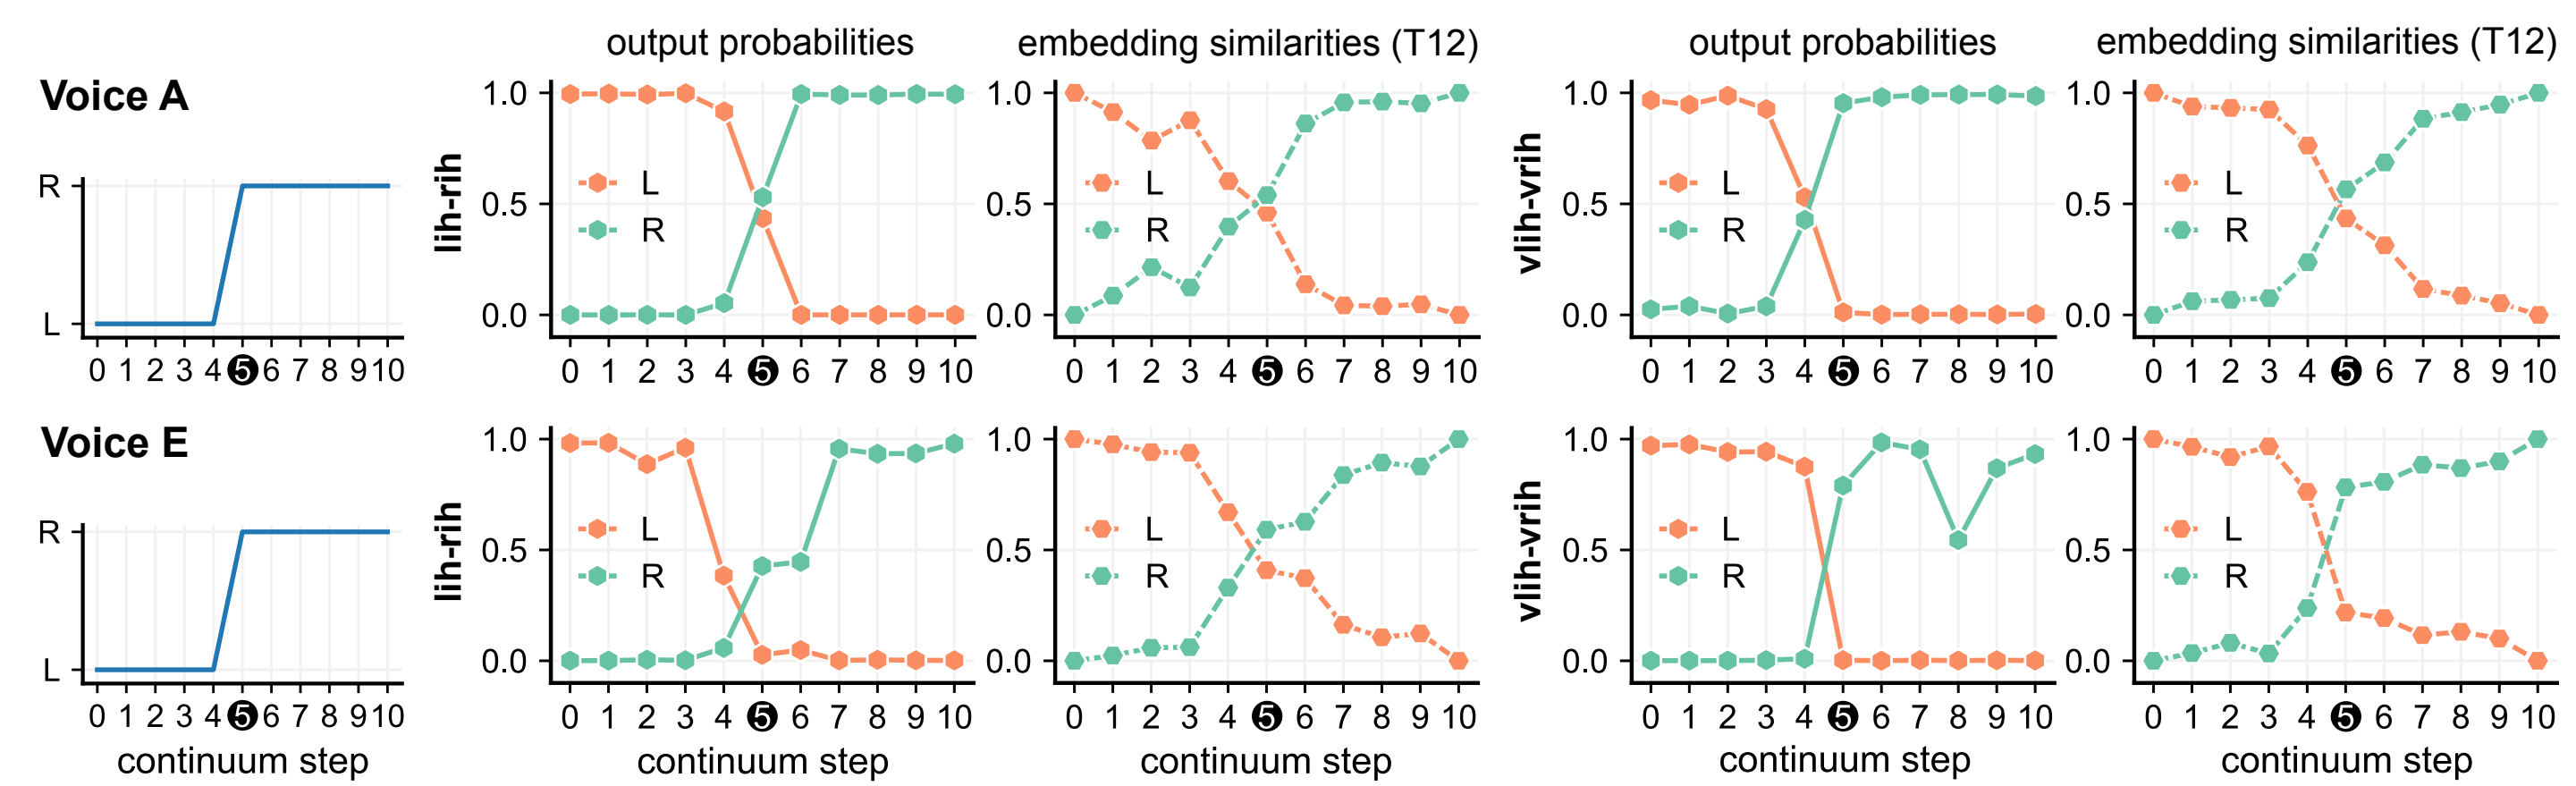 output probabilities
embedding similarities (T12)
output probabilities
embedding similarities (T12)
Voice A
R
L
0 1 2 3 4 5 6 7 8 9 10
lih-rih
1.0
0.5
0.0
L
R
0 1 2 3 4 5 6 7 8 9 10
1.0
0.5
0.0
L
R
0 1 2 3 4 5 6 7 8 9 10
vlih-vrih
1.0
0.5
0.0
L
R
0 1 2 3 4 5 6 7 8 9 10
1.0
0.5
0.0
L
R
0 1 2 3 4 5 6 7 8 9 10
Voice E
R
L
0 1 2 3 4 5 6 7 8 9 10
continuum step
lih-rih
1.0
0.5
0.0
L
R
0 1 2 3 4 5 6 7 8 9 10
continuum step
1.0
0.5
0.0
L
R
0 1 2 3 4 5 6 7 8 9 10
continuum step
vlih-vrih
1.0
0.5
0.0
L
R
0 1 2 3 4 5 6 7 8 9 10
continuum step
1.0
0.5
0.0
L
R
0 1 2 3 4 5 6 7 8 9 10
continuum step